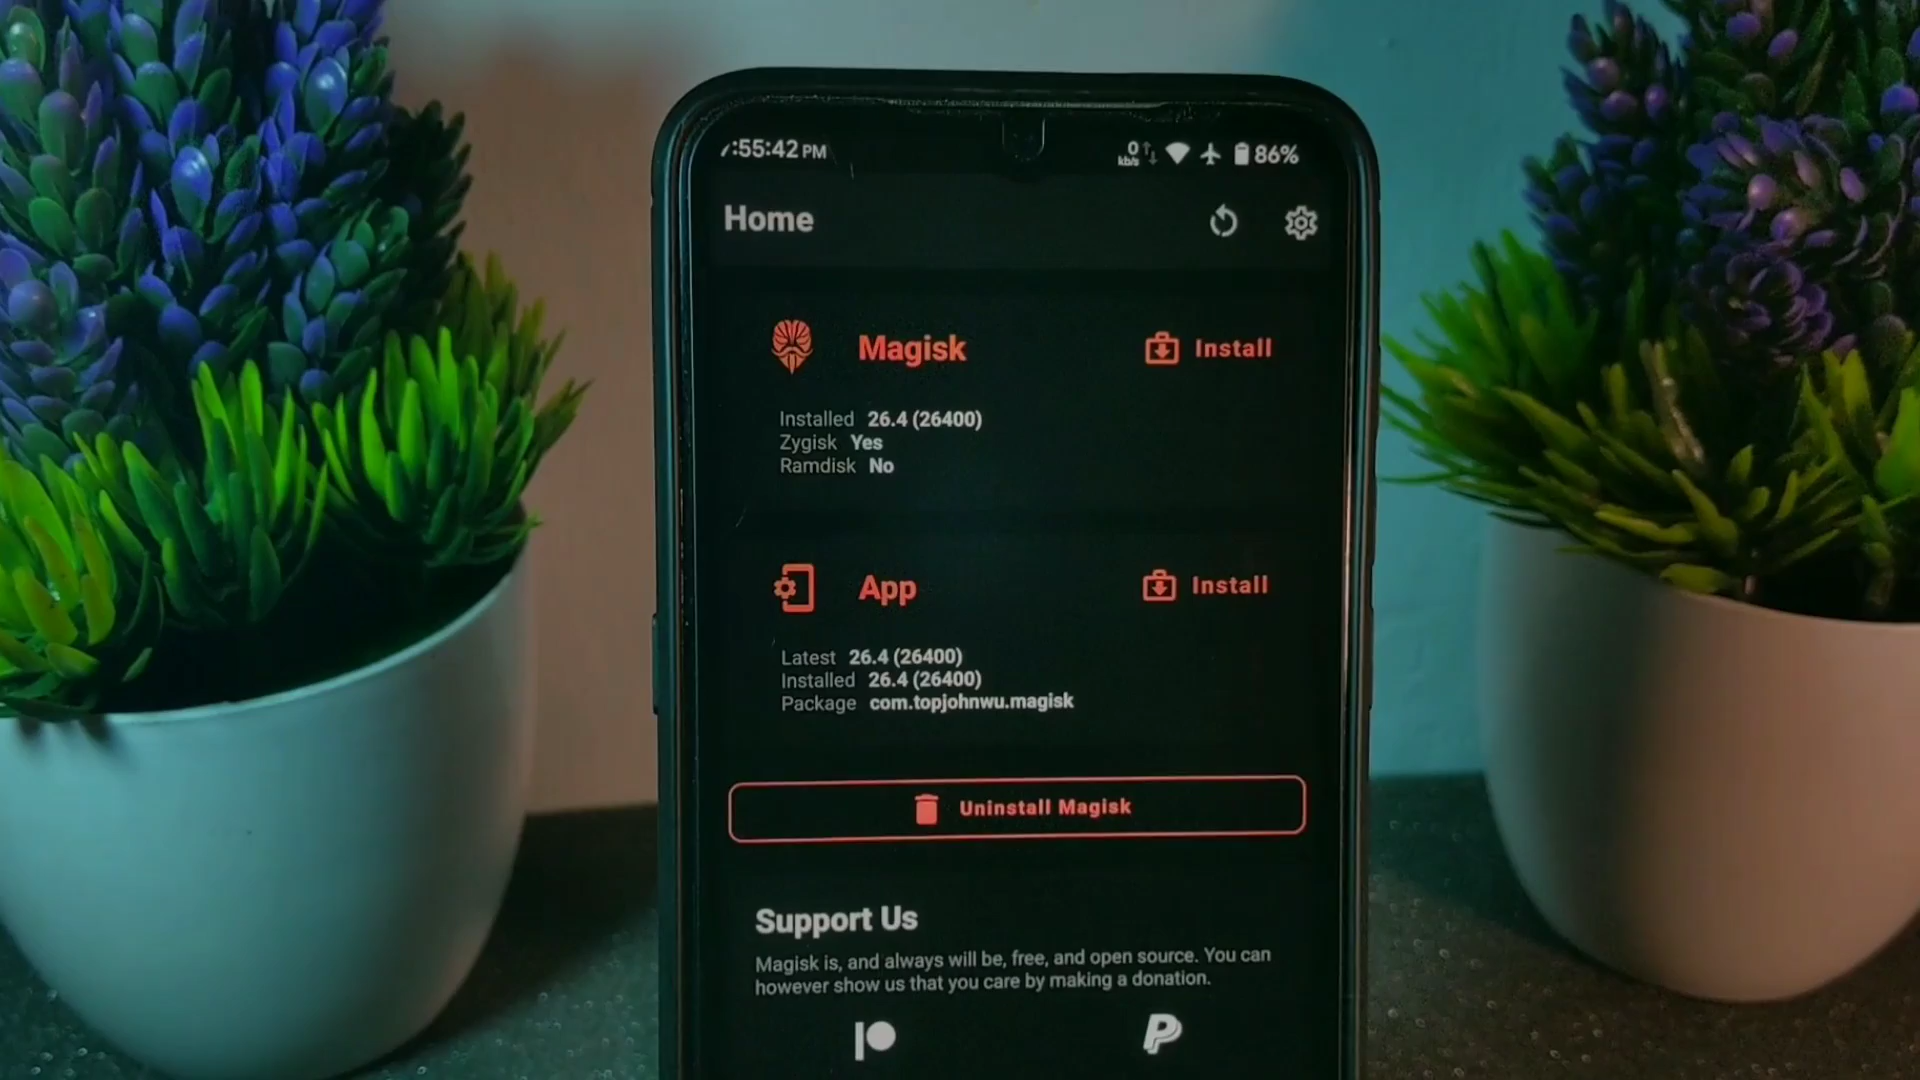 :55:42 PM
0 kb/s 86%
Home
Magisk Install
Installed 26.4 (26400)
Zygisk Yes
Ramdisk No
App Install
Latest 26.4 (26400)
Installed 26.4 (26400)
Package com.topjohnwu.magisk
Uninstall Magisk
Support Us
Magisk is, and always will be, free, and open source. You can
however show us that you care by making a donation.